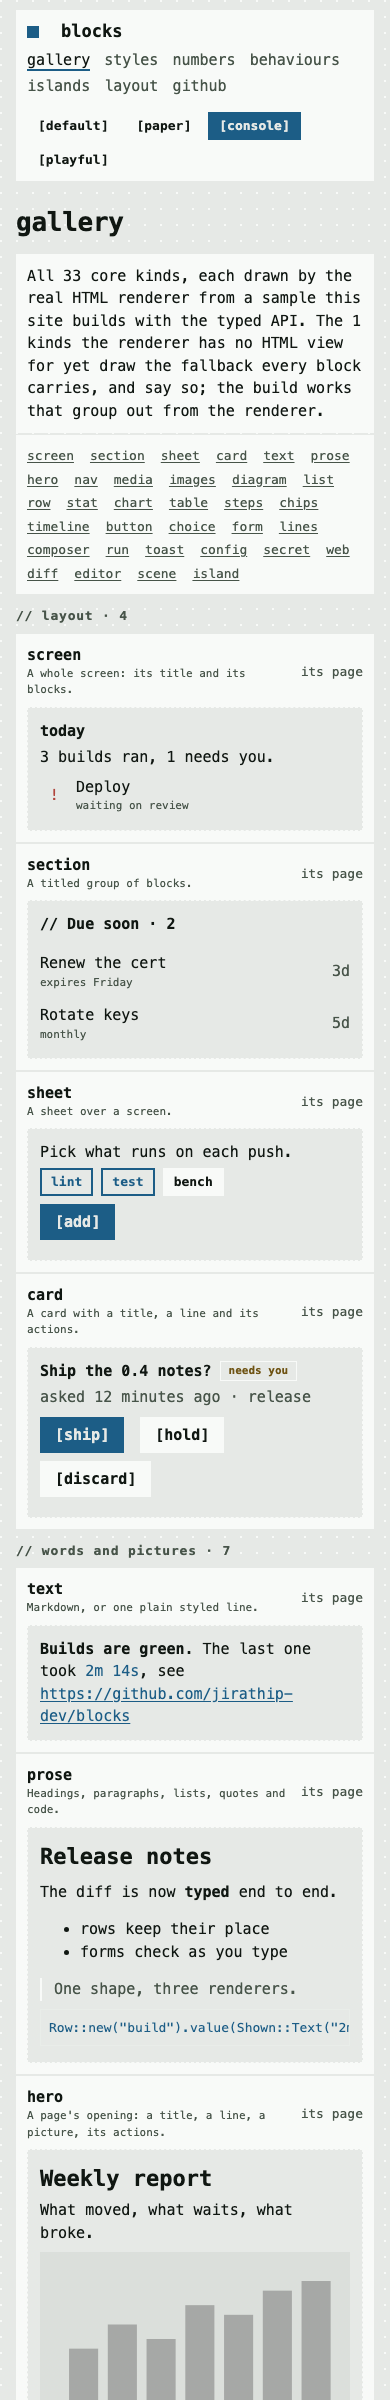 blocks
gallery styles numbers behaviours
islands layout github
[default] [paper] [console]
[playful]
gallery
All 33 core kinds, each drawn by the
real HTML renderer from a sample this
site builds with the typed API. The 1
kinds the renderer has no HTML view
for yet draw the fallback every block
carries, and say so; the build works
that group out from the renderer.
screen section sheet card text prose
hero nav media images diagram list
row stat chart table steps chips
timeline button choice form lines
composer run toast config secret web
diff editor scene island
// layout · 4
screen
A whole screen: its title and its
blocks.
its page
today
3 builds ran, 1 needs you.
! Deploy
waiting on review
section
A titled group of blocks.
its page
// Due soon · 2
Renew the cert
expires Friday
3d
Rotate keys
monthly
5d
sheet
A sheet over a screen.
its page
Pick what runs on each push.
lint test bench
[add]
card
A card with a title, a line and its
actions.
its page
Ship the 0.4 notes? needs you
asked 12 minutes ago · release
[ship] [hold]
[discard]
// words and pictures · 7
text
Markdown, or one plain styled line.
its page
Builds are green. The last one
took 2m 14s, see
https://github.com/jirathip-
dev/blocks
prose
Headings, paragraphs, lists, quotes and
code.
its page
Release notes
The diff is now typed end to end.
• rows keep their place
• forms check as you type
One shape, three renderers.
Row::new("build").value(Shown::Text("2m
hero
A page's opening: a title, a line, a
picture, its actions.
its page
Weekly report
What moved, what waits, what
broke.